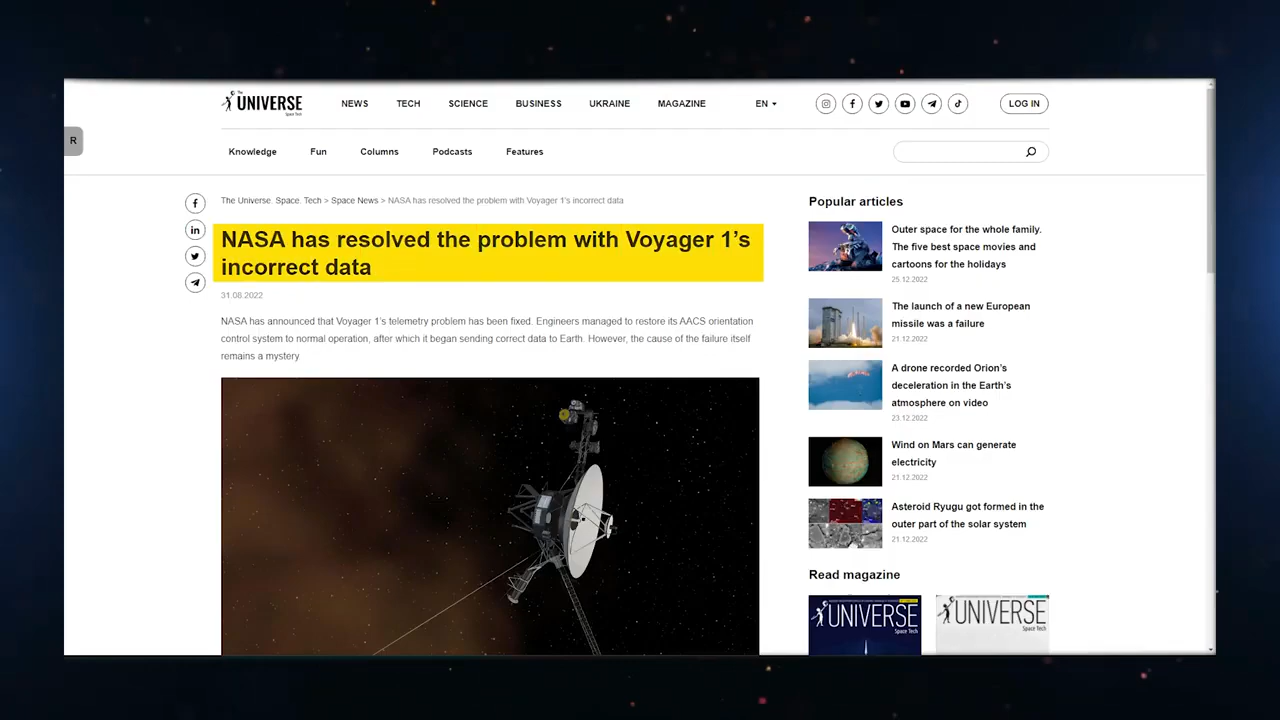 The
UNIVERSE
Space Tech
NEWS TECH SCIENCE BUSINESS UKRAINE MAGAZINE EN LOG IN
R
Knowledge Fun Columns Podcasts Features
The Universe. Space. Tech > Space News > NASA has resolved the problem with Voyager 1's incorrect data
NASA has resolved the problem with Voyager 1’s
incorrect data
31.08.2022
NASA has announced that Voyager 1’s telemetry problem has been fixed. Engineers managed to restore its AACS orientation
control system to normal operation, after which it began sending correct data to Earth. However, the cause of the failure itself
remains a mystery.
Popular articles
Outer space for the whole family.
The five best space movies and
cartoons for the holidays
25.12.2022
The launch of a new European
missile was a failure
21.12.2022
A drone recorded Orion’s
deceleration in the Earth’s
atmosphere on video
23.12.2022
Wind on Mars can generate
electricity
21.12.2022
Asteroid Ryugu got formed in the
outer part of the solar system
21.12.2022
Read magazine
UNIVERSE
Space Tech
UNIVERSE
Space Tech